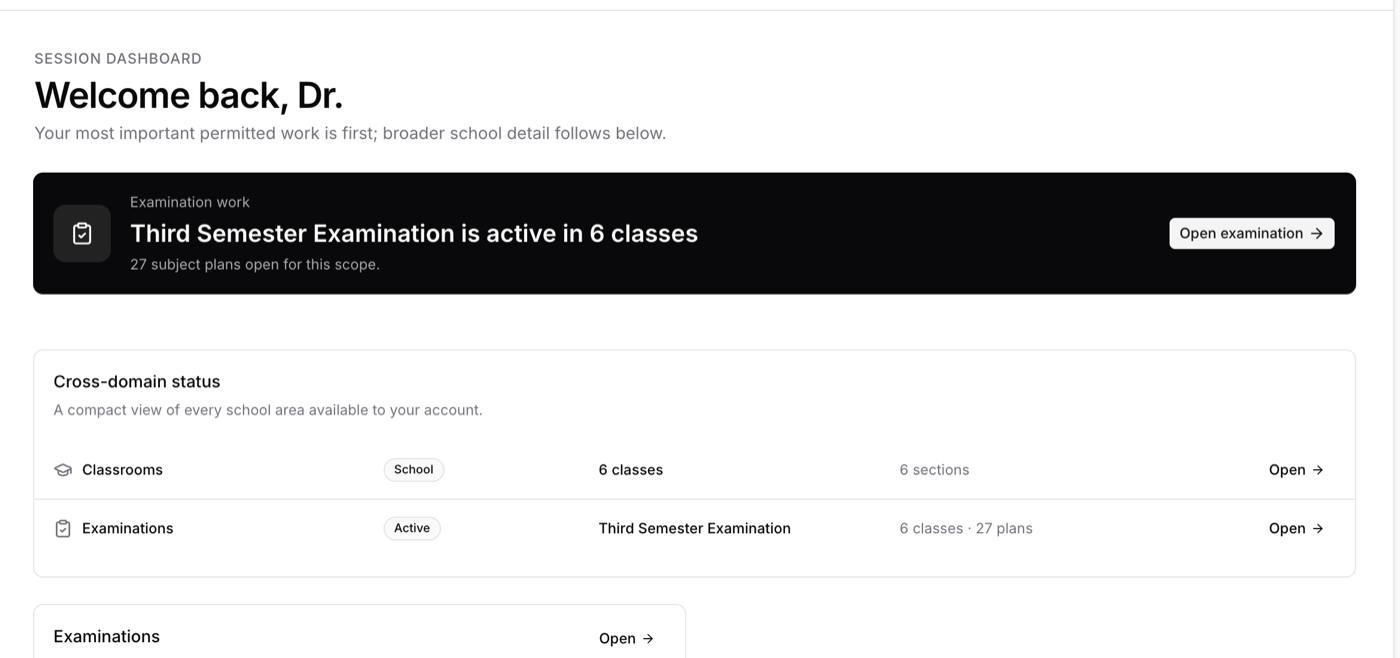 SESSION DASHBOARD
Welcome back, Dr.
Your most important permitted work is first; broader school detail follows below.
Examination work
Third Semester Examination is active in 6 classes
27 subject plans open for this scope.
Open examination →
Cross-domain status
A compact view of every school area available to your account.
Classrooms School 6 classes 6 sections Open →
Examinations Active Third Semester Examination 6 classes · 27 plans Open →
Examinations Open →